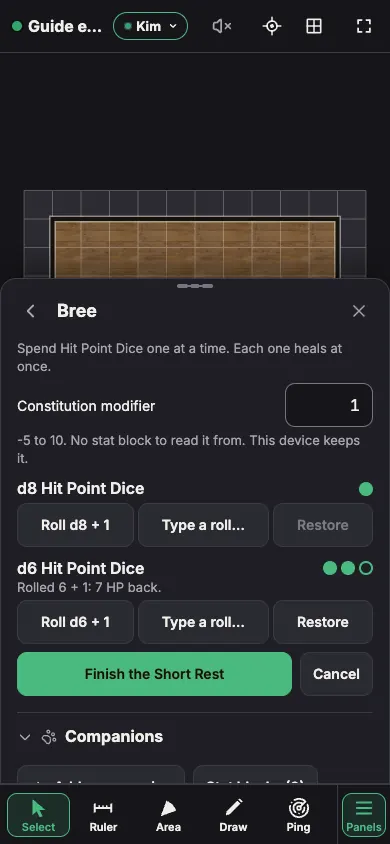 Guide e...
Kim
Bree
Spend Hit Point Dice one at a time. Each one heals at
once.
Constitution modifier
1
-5 to 10. No stat block to read it from. This device keeps
it.
d8 Hit Point Dice
Roll d8 + 1
Type a roll...
Restore
d6 Hit Point Dice
Rolled 6 + 1: 7 HP back.
Roll d6 + 1
Type a roll...
Restore
Finish the Short Rest
Cancel
Companions
Select
Ruler
Area
Draw
Ping
Panels